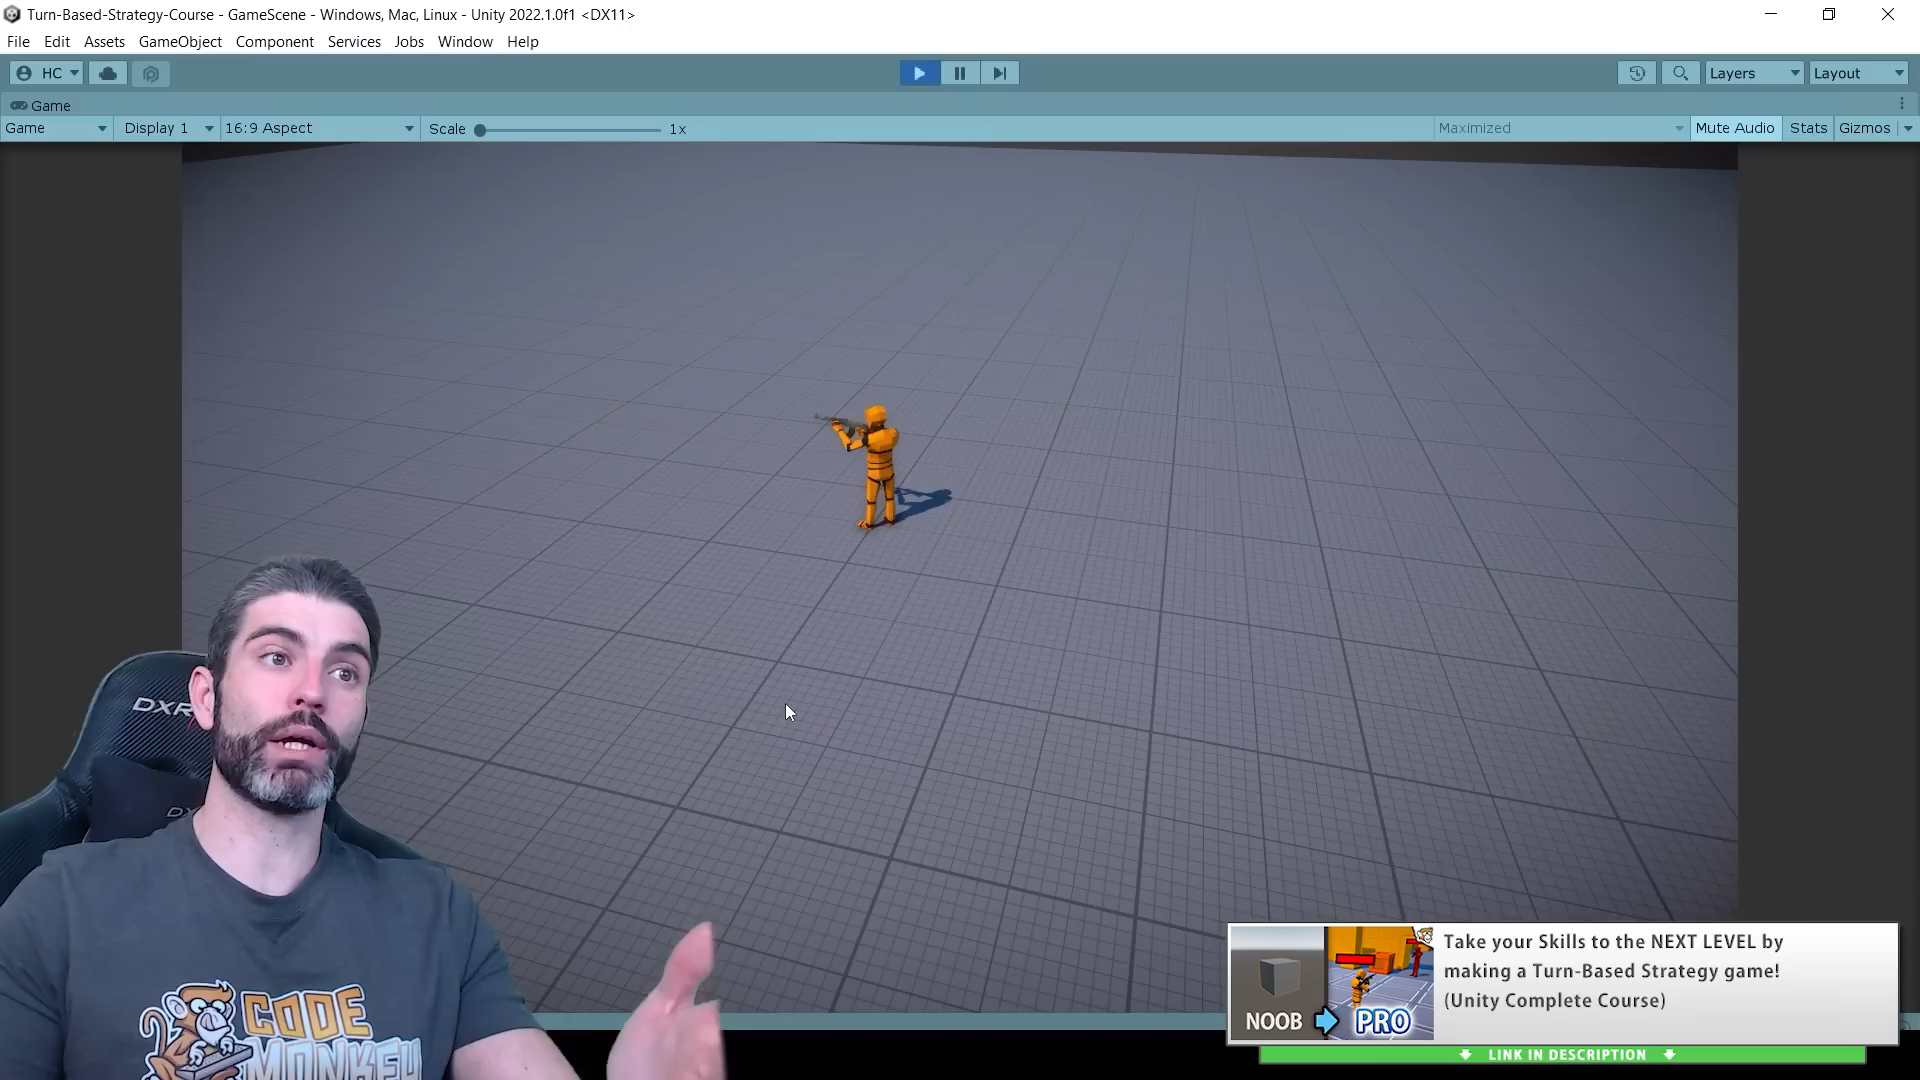 Turn-Based-Strategy-Course - GameScene - Windows, Mac, Linux - Unity 2022.1.0f1 <DX11>
File Edit Assets GameObject Component Services Jobs Window Help
HC Layers Layout
Game
Game Display 1 16:9 Aspect Scale 1x Maximized Mute Audio Stats Gizmos
DXR
CODE
MONKEY
NOOB PRO
Take your Skills to the NEXT LEVEL by
making a Turn-Based Strategy game!
(Unity Complete Course)
LINK IN DESCRIPTION